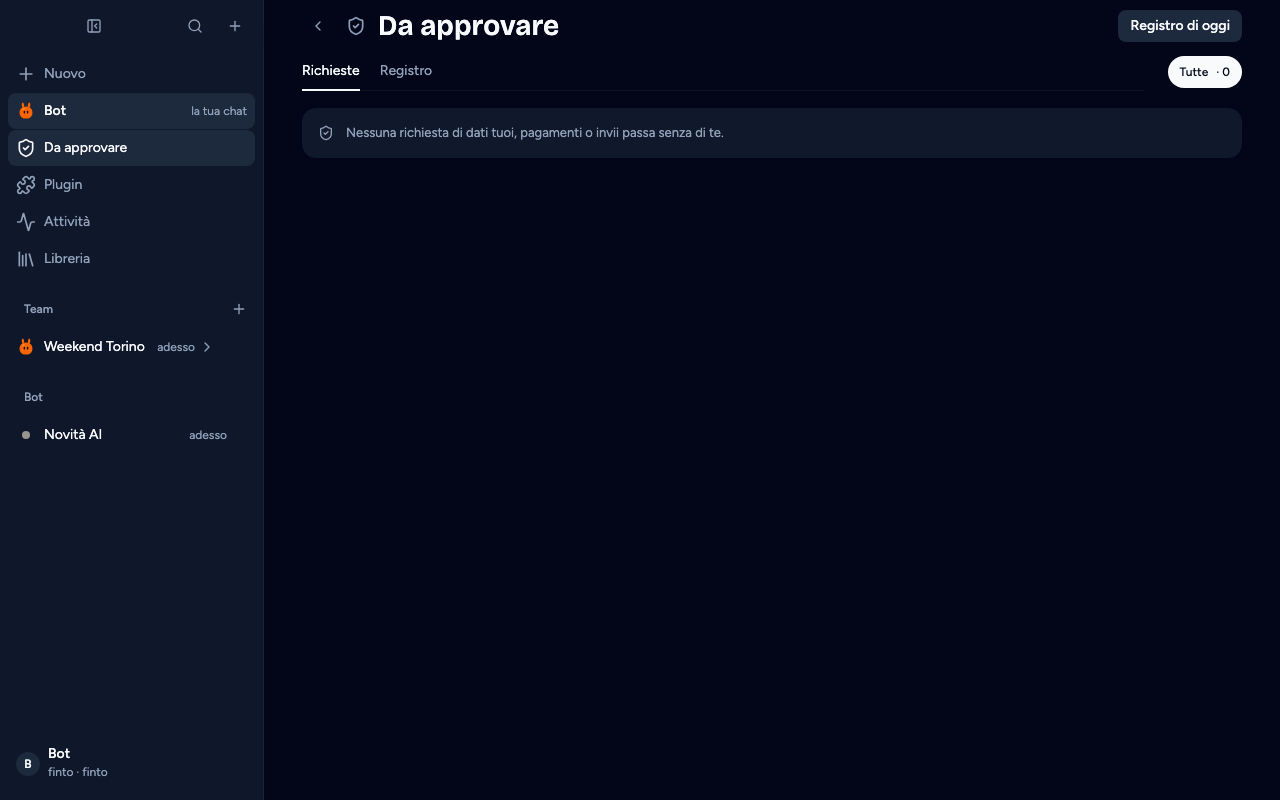 Nuovo
Bot la tua chat
Da approvare
Plugin
Attività
Libreria
Team
Weekend Torino adesso
Bot
Novità AI adesso
B
Bot
finto · finto
Da approvare
Registro di oggi
Richieste Registro
Tutte · 0
Nessuna richiesta di dati tuoi, pagamenti o invii passa senza di te.